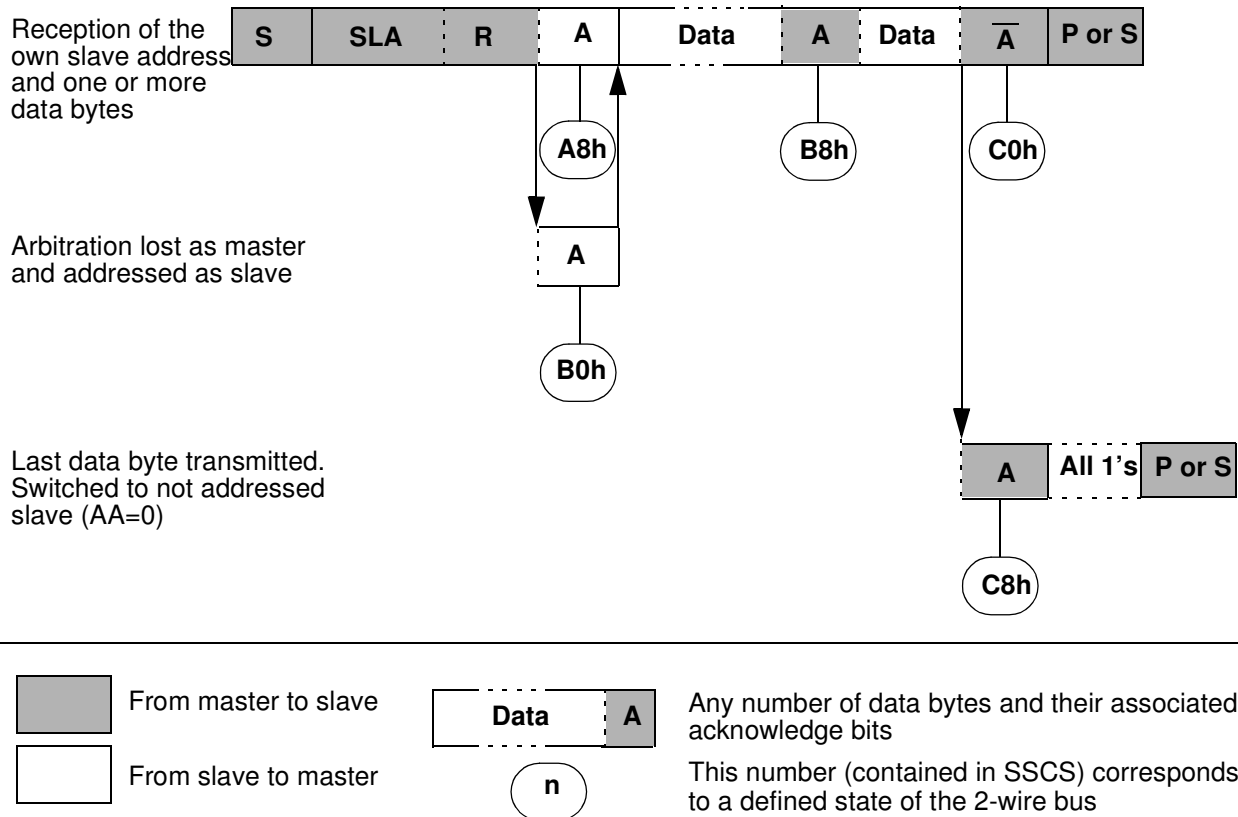 Reception of the
own slave address
and one or more
data bytes
S SLA R A Data A Data A̅ P or S
A8h B8h C0h
Arbitration lost as master
and addressed as slave
A
B0h
Last data byte transmitted.
Switched to not addressed
slave (AA=0)
A All 1's P or S
C8h
From master to slave
From slave to master
Data A
n
Any number of data bytes and their associated
acknowledge bits
This number (contained in SSCS) corresponds
to a defined state of the 2-wire bus